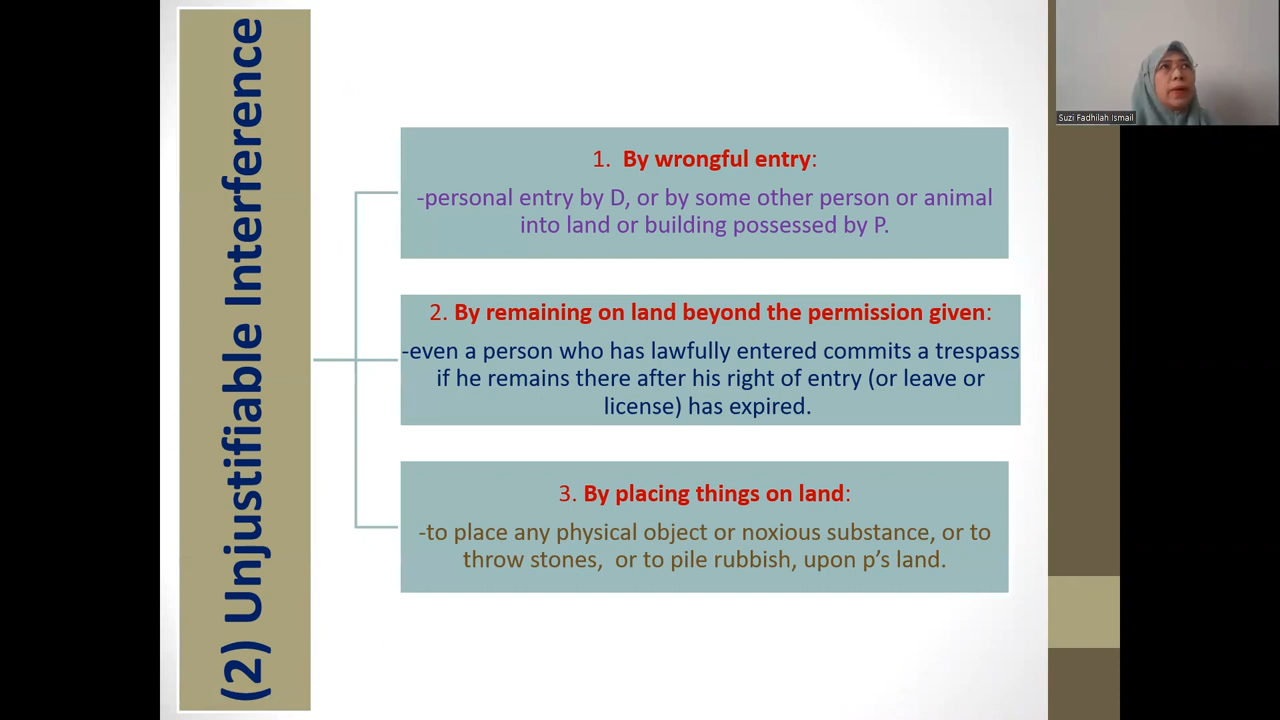 (2) Unjustifiable Interference
1. By wrongful entry:
-personal entry by D, or by some other person or animal
into land or building possessed by P.
2. By remaining on land beyond the permission given:
-even a person who has lawfully entered commits a trespass
if he remains there after his right of entry (or leave or
license) has expired.
3. By placing things on land:
-to place any physical object or noxious substance, or to
throw stones, or to pile rubbish, upon p’s land.
Suzi Fadhilah Ismail